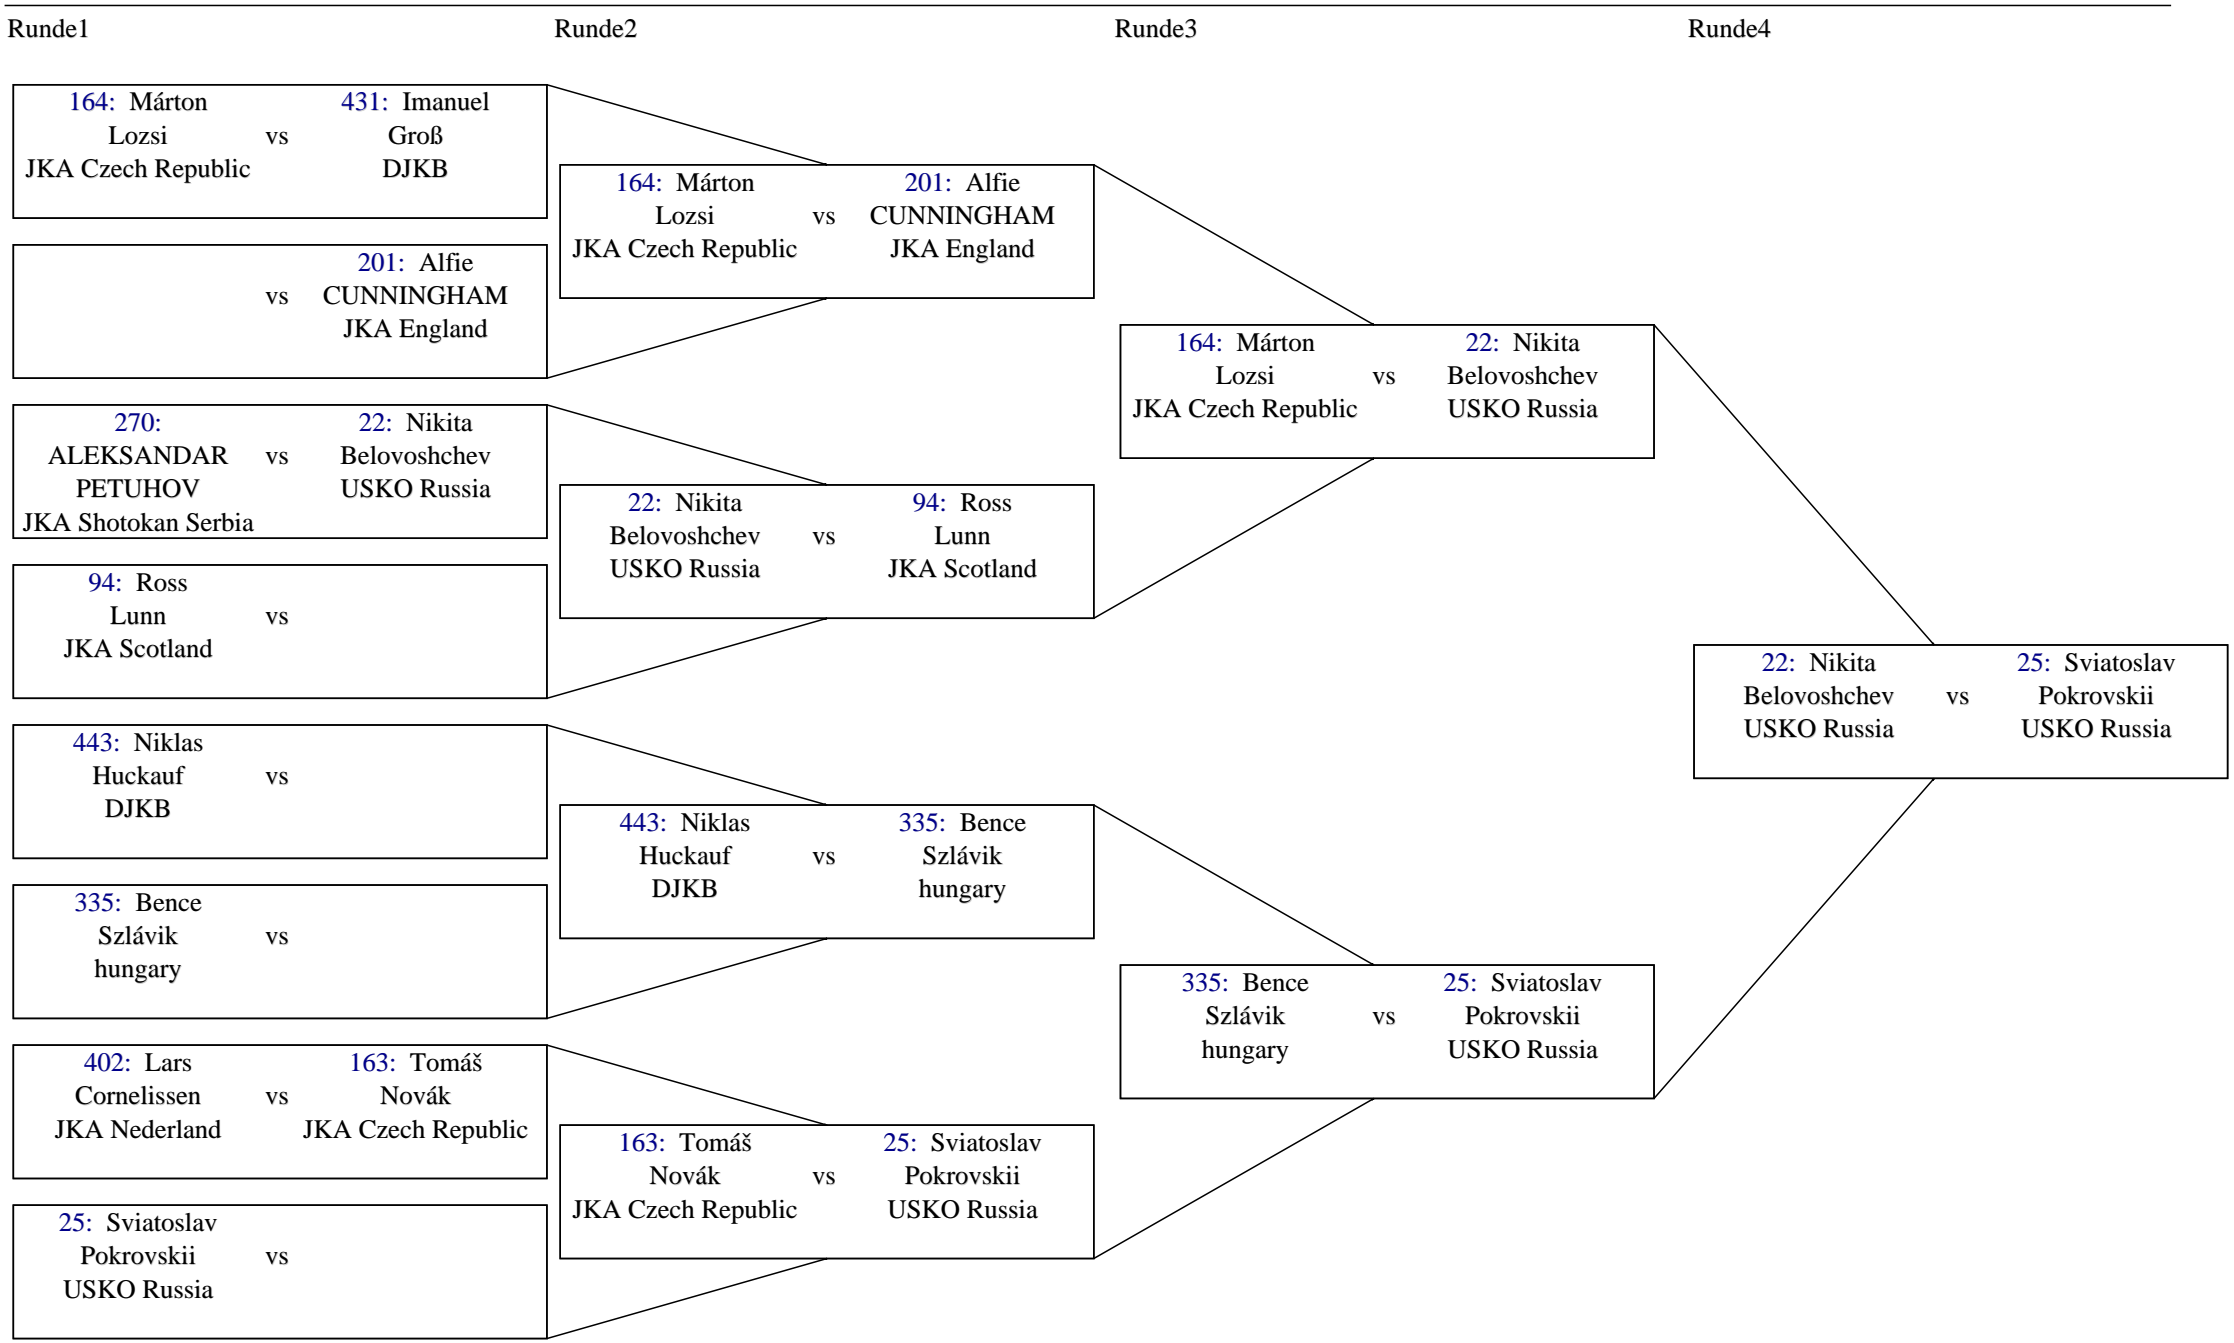 Runde1
Runde2
Runde3
Runde4
164: Márton
Lozsi
JKA Czech Republic
vs
431: Imanuel
Groß
DJKB
vs
201: Alfie
CUNNINGHAM
JKA England
270:
ALEKSANDAR
PETUHOV
JKA Shotokan Serbia
vs
22: Nikita
Belovoshchev
USKO Russia
94: Ross
Lunn
JKA Scotland
vs
443: Niklas
Huckauf
DJKB
vs
335: Bence
Szlávik
hungary
vs
402: Lars
Cornelissen
JKA Nederland
vs
163: Tomáš
Novák
JKA Czech Republic
25: Sviatoslav
Pokrovskii
USKO Russia
vs
164: Márton
Lozsi
JKA Czech Republic
vs
201: Alfie
CUNNINGHAM
JKA England
22: Nikita
Belovoshchev
USKO Russia
vs
94: Ross
Lunn
JKA Scotland
443: Niklas
Huckauf
DJKB
vs
335: Bence
Szlávik
hungary
163: Tomáš
Novák
JKA Czech Republic
vs
25: Sviatoslav
Pokrovskii
USKO Russia
164: Márton
Lozsi
JKA Czech Republic
vs
22: Nikita
Belovoshchev
USKO Russia
335: Bence
Szlávik
hungary
vs
25: Sviatoslav
Pokrovskii
USKO Russia
22: Nikita
Belovoshchev
USKO Russia
vs
25: Sviatoslav
Pokrovskii
USKO Russia